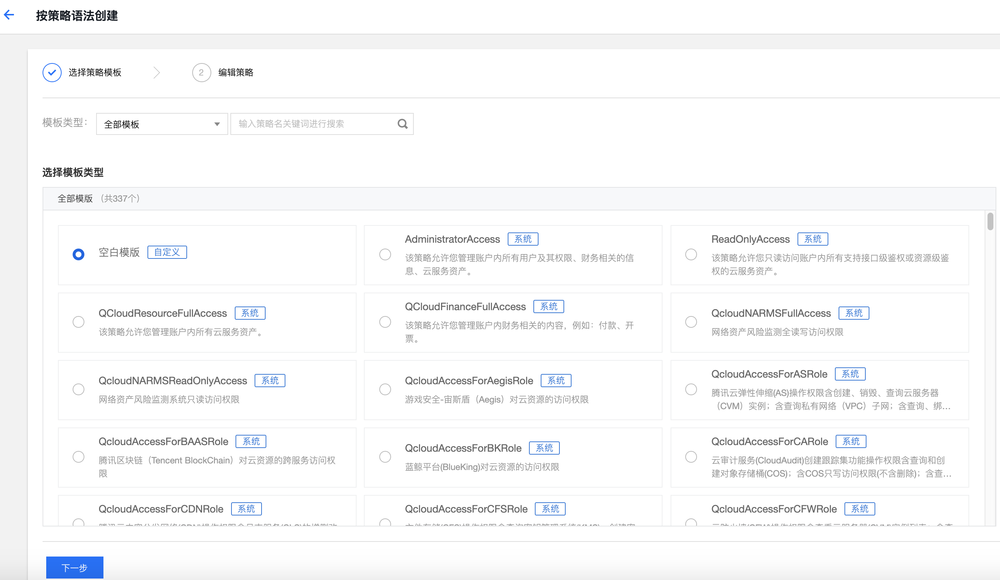 按策略语法创建
选择策略模板
2 编辑策略
模板类型：
全部模板
输入策略名关键词进行搜索
选择模板类型
全部模版 （共337个）
空白模版 自定义
AdministratorAccess 系统
该策略允许您管理账户内所有用户及其权限、财务相关的信
息、云服务资产。
ReadOnlyAccess 系统
该策略允许您只读访问账户内所有支持接口级鉴权或资源级鉴
权的云服务资产。
QCloudResourceFullAccess 系统
该策略允许您管理账户内所有云服务资产。
QCloudFinanceFullAccess 系统
该策略允许您管理账户内财务相关的内容，例如：付款、开
票。
QcloudNARMSFullAccess 系统
网络资产风险监测全读写访问权限
QcloudNARMSReadOnlyAccess 系统
网络资产风险监测系统只读访问权限
QcloudAccessForAegisRole 系统
游戏安全-宙斯盾（Aegis）对云资源的访问权限
QcloudAccessForASRole 系统
腾讯云弹性伸缩(AS)操作权限含创建、销毁、查询云服务器
（CVM）实例；含查询私有网络（VPC）子网；含查询、绑...
QcloudAccessForBAASRole 系统
腾讯区块链（Tencent BlockChain）对云资源的跨服务访问权
限
QcloudAccessForBKRole 系统
蓝鲸平台(BlueKing)对云资源的访问权限
QcloudAccessForCARole 系统
云审计服务(CloudAudit)创建跟踪集功能操作权限含查询和创
建对象存储桶(COS)；含COS只写访问权限(不含删除)；含查...
QcloudAccessForCDNRole 系统
QcloudAccessForCFSRole 系统
QcloudAccessForCFWRole 系统
下一步